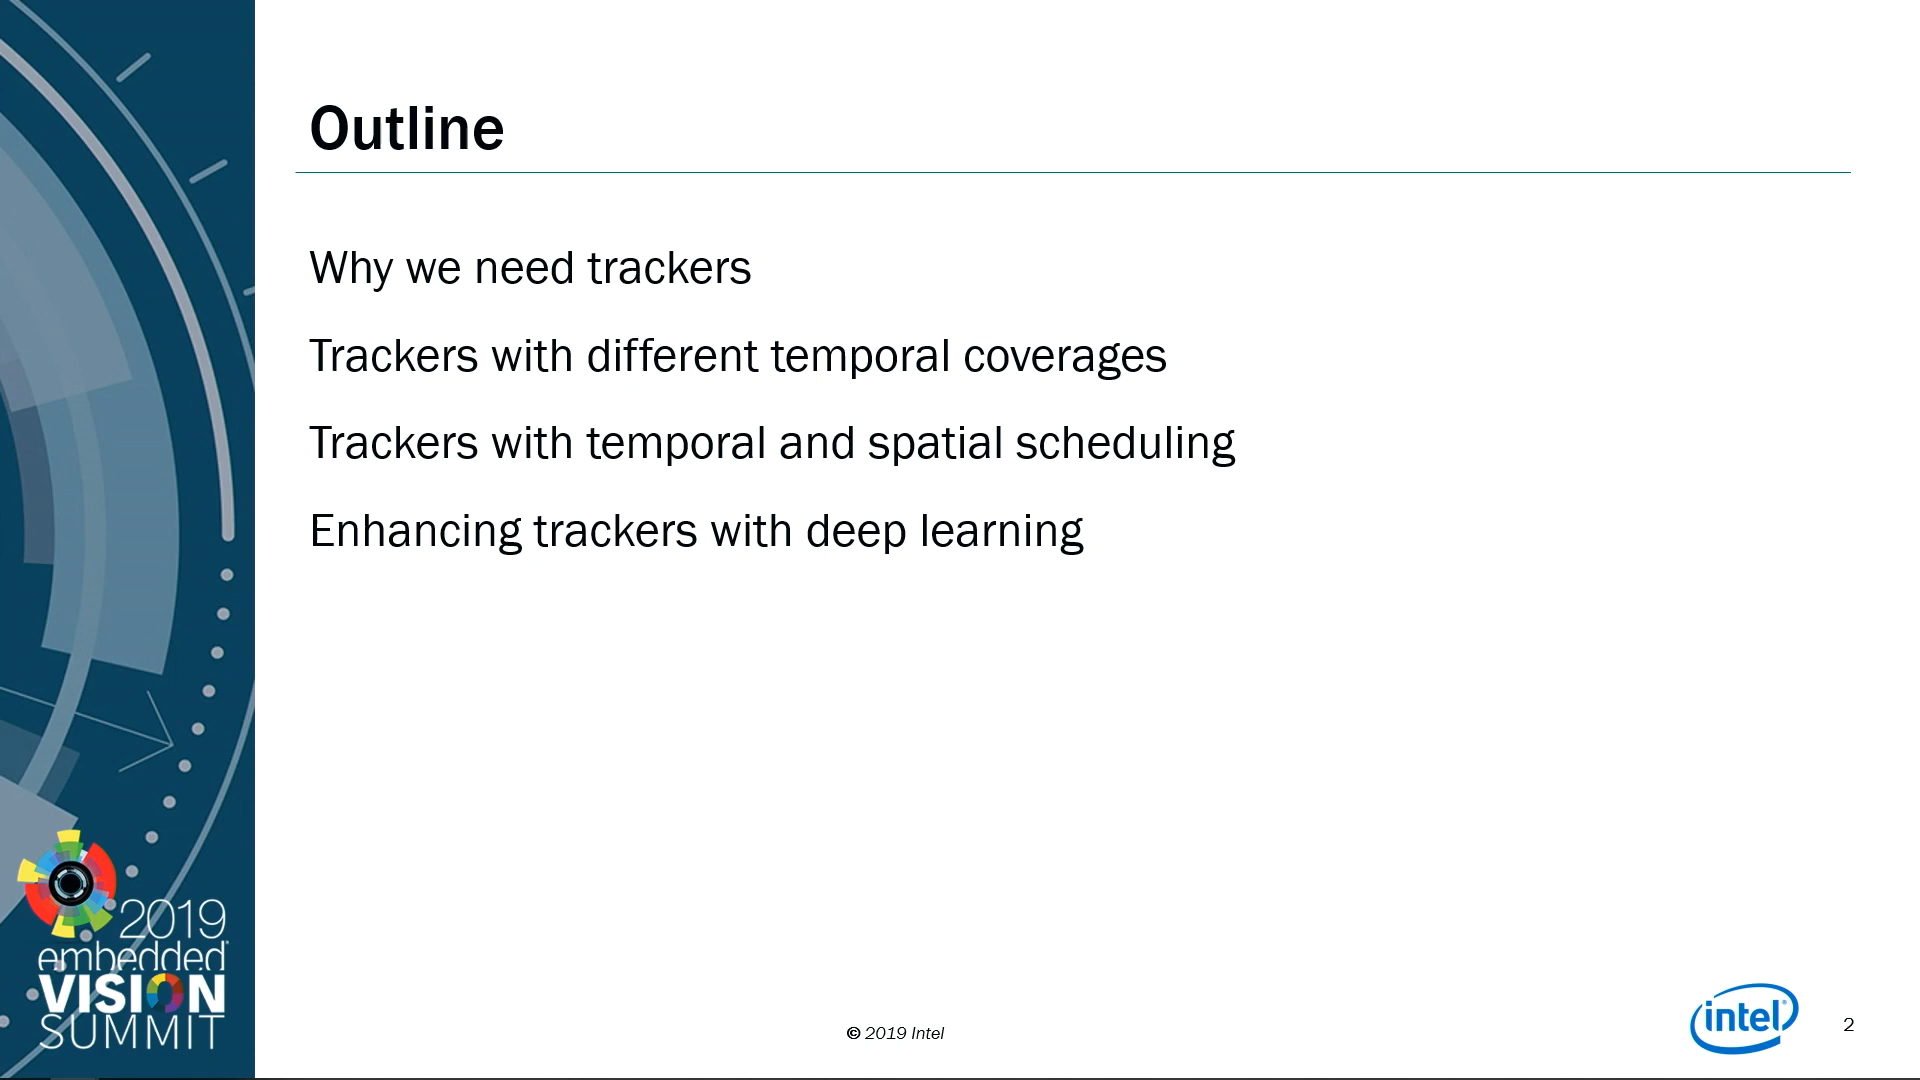 Outline
Why we need trackers
Trackers with different temporal coverages
Trackers with temporal and spatial scheduling
Enhancing trackers with deep learning
2019
embedded
VISION
SUMMIT
© 2019 Intel
intel
2